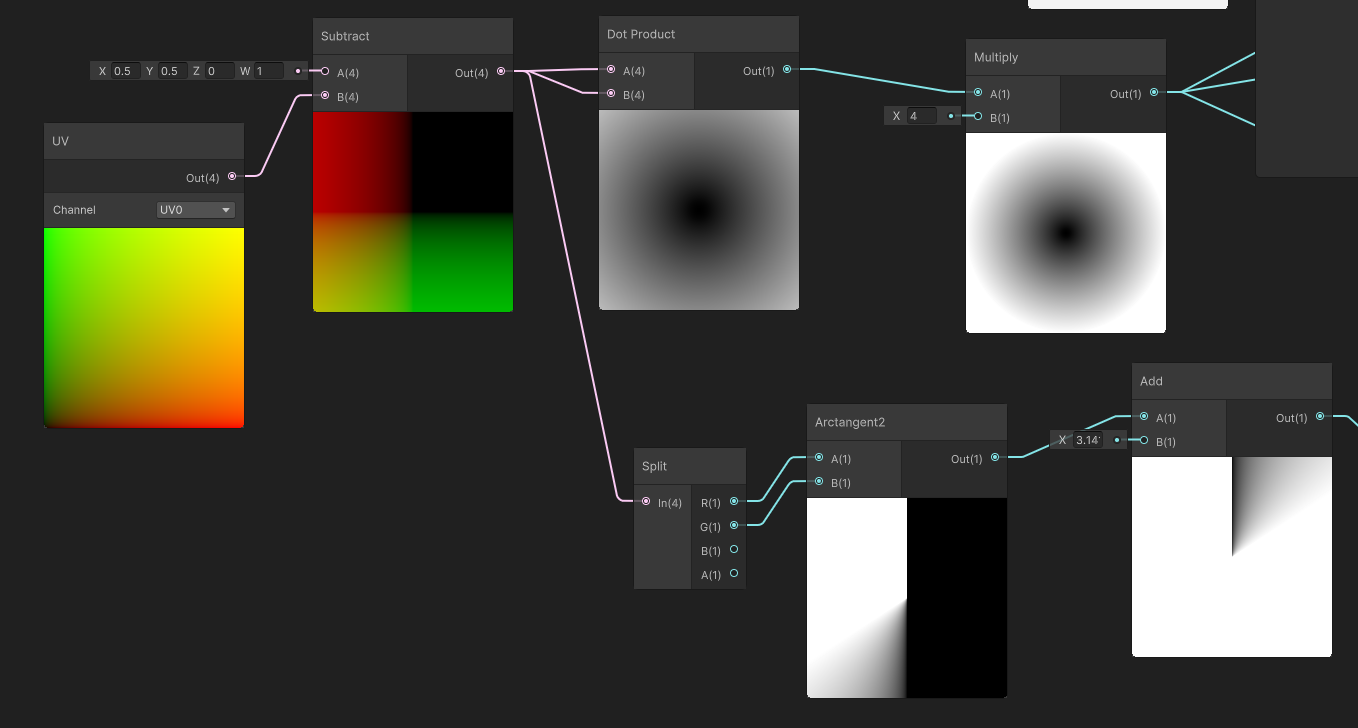 Subtract
X 0.5 Y 0.5 Z 0 W 1
A(4)
B(4)
Out(4)
UV
Out(4)
Channel UV0
Dot Product
A(4)
B(4)
Out(1)
Multiply
X 4
A(1)
B(1)
Out(1)
Split
In(4)
R(1)
G(1)
B(1)
A(1)
Arctangent2
A(1)
B(1)
Out(1)
Add
X 3.14
A(1)
B(1)
Out(1)